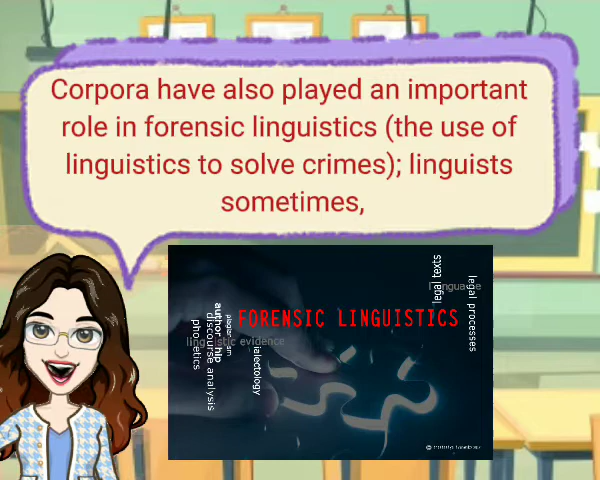 Corpora have also played an important
role in forensic linguistics (the use of
linguistics to solve crimes); linguists
sometimes,
legal texts
language
legal processes
FORENSIC LINGUISTICS
linguistic evidence
authorship
discourse analysis
phonetics
dialectology